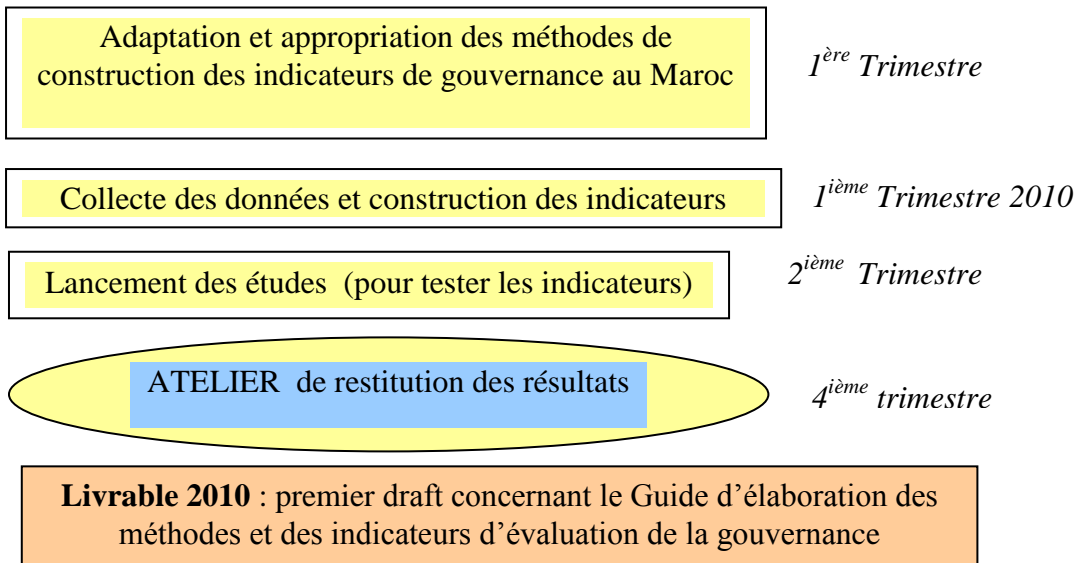 Adaptation et appropriation des méthodes de
construction des indicateurs de gouvernance au Maroc
1ère Trimestre
Collecte des données et construction des indicateurs
1ième Trimestre 2010
Lancement des études (pour tester les indicateurs)
2ième Trimestre
ATELIER de restitution des résultats
4ième trimestre
Livrable 2010 : premier draft concernant le Guide d’élaboration des
méthodes et des indicateurs d’évaluation de la gouvernance